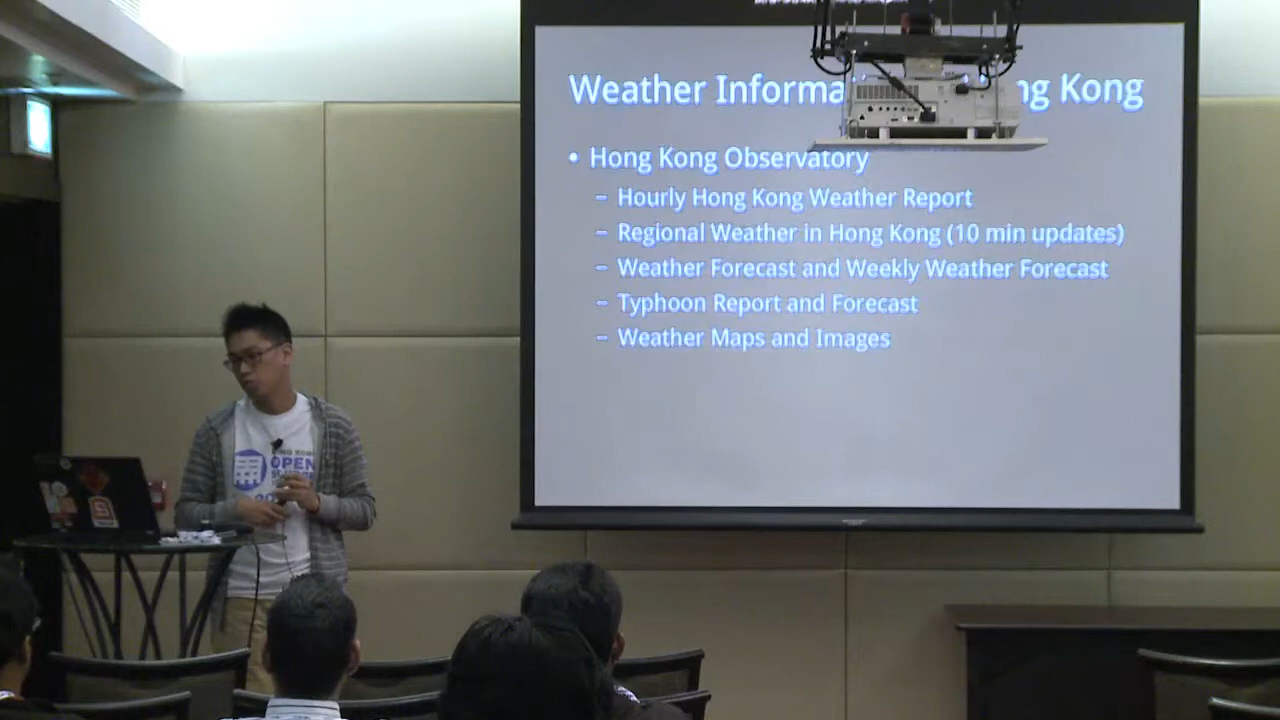 Weather Informa ng Kong
• Hong Kong Observatory
– Hourly Hong Kong Weather Report
– Regional Weather in Hong Kong (10 min updates)
– Weather Forecast and Weekly Weather Forecast
– Typhoon Report and Forecast
– Weather Maps and Images
OPEN